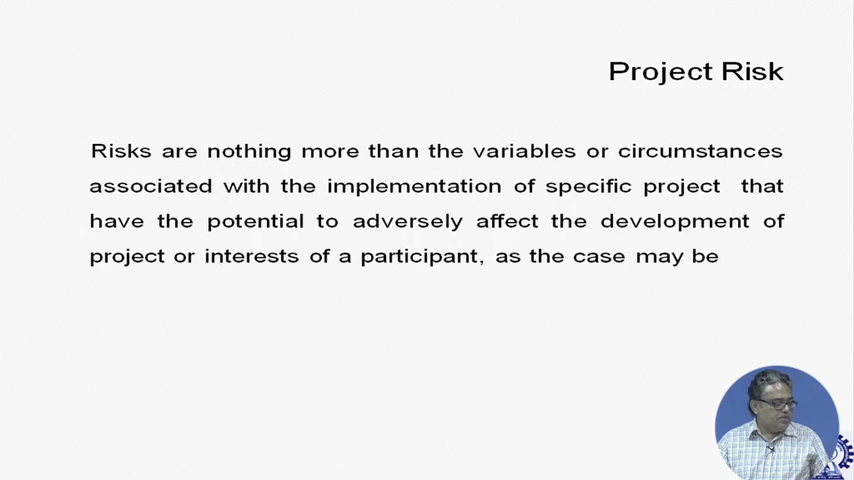 Project Risk
Risks are nothing more than the variables or circumstances
associated with the implementation of specific project that
have the potential to adversely affect the development of
project or interests of a participant, as the case may be